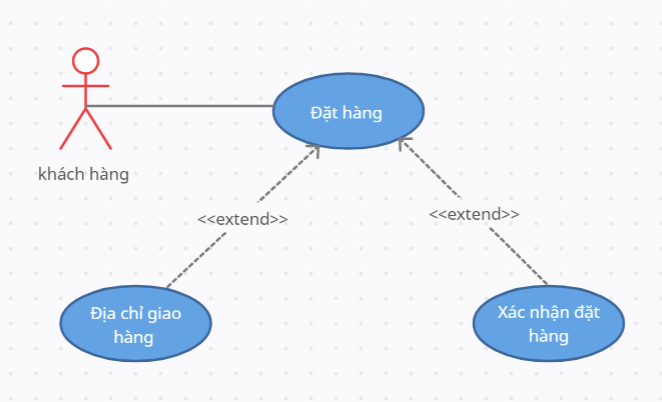 Đặt hàng
khách hàng
<<extend>>
<<extend>>
Địa chỉ giao
hàng
Xác nhận đặt
hàng